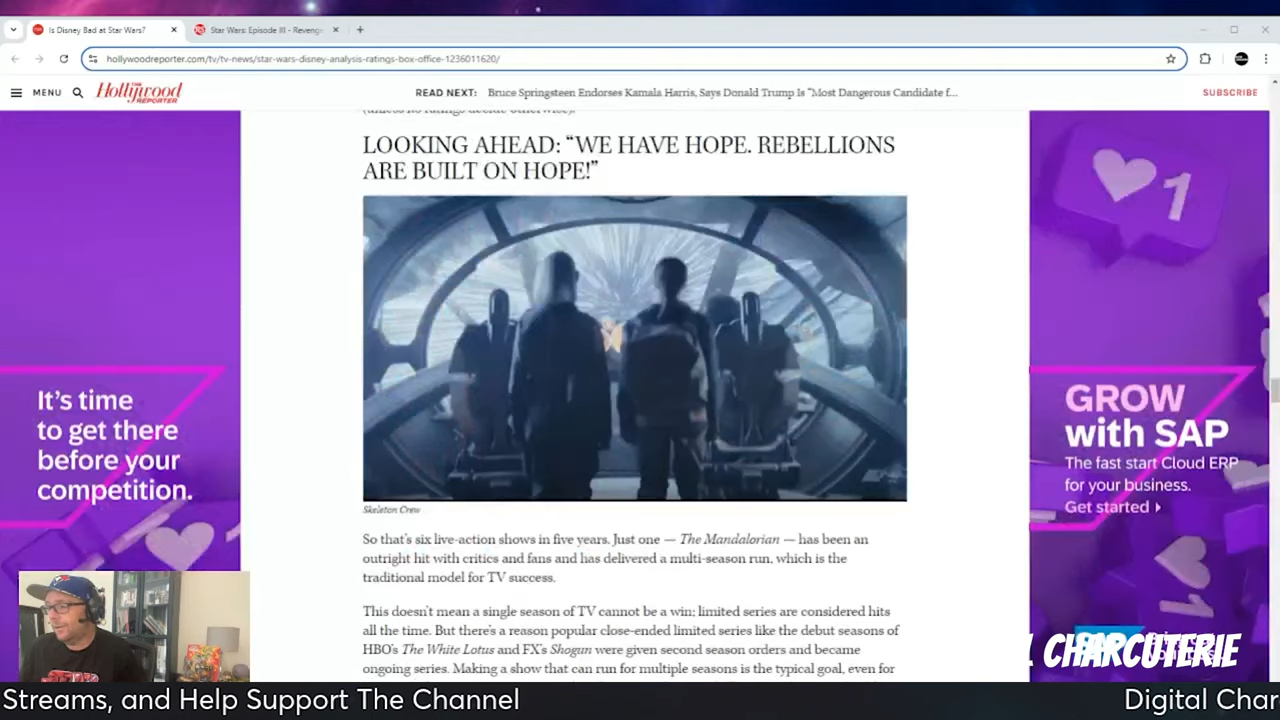 Is Disney Bad at Star Wars?
Star Wars: Episode III - Reveng
hollywoodreporter.com/tv/tv-news/star-wars-disney-analysis-ratings-box-office-1236011620/
MENU
THE
Hollywood
REPORTER
READ NEXT: Bruce Springsteen Endorses Kamala Harris, Says Donald Trump Is “Most Dangerous Candidate f...
SUBSCRIBE
LOOKING AHEAD: “WE HAVE HOPE. REBELLIONS
ARE BUILT ON HOPE!”
Skeleton Crew
So that's six live-action shows in five years. Just one — The Mandalorian — has been an
outright hit with critics and fans and has delivered a multi-season run, which is the
traditional model for TV success.
This doesn't mean a single season of TV cannot be a win; limited series are considered hits
all the time. But there's a reason popular close-ended limited series like the debut seasons of
HBO's The White Lotus and FX's Shogun were given second season orders and became
ongoing series. Making a show that can run for multiple seasons is the typical goal, even for
It's time
to get there
before your
competition.
1
GROW
with SAP
The fast start Cloud ERP
for your business.
Get started
CHARCUTERIE
Streams, and Help Support The Channel
Digital Char